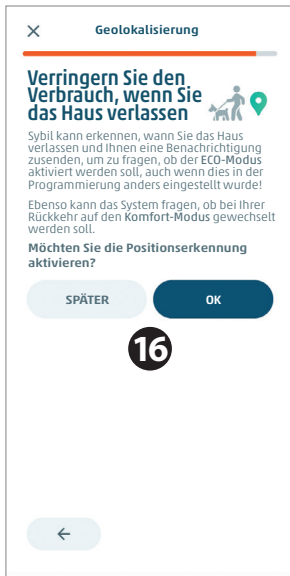 Geolokalisierung
Verringern Sie den
Verbrauch, wenn Sie
das Haus verlassen
Sybil kann erkennen, wann Sie das Haus
verlassen und Ihnen eine Benachrichtigung
zusenden, um zu fragen, ob der ECO-Modus
aktiviert werden soll, auch wenn dies in der
Programmierung anders eingestellt wurde!
Ebenso kann das System fragen, ob bei Ihrer
Rückkehr auf den Komfort-Modus gewechselt
werden soll.
Möchten Sie die Positionserkennung
aktivieren?
SPÄTER OK
16